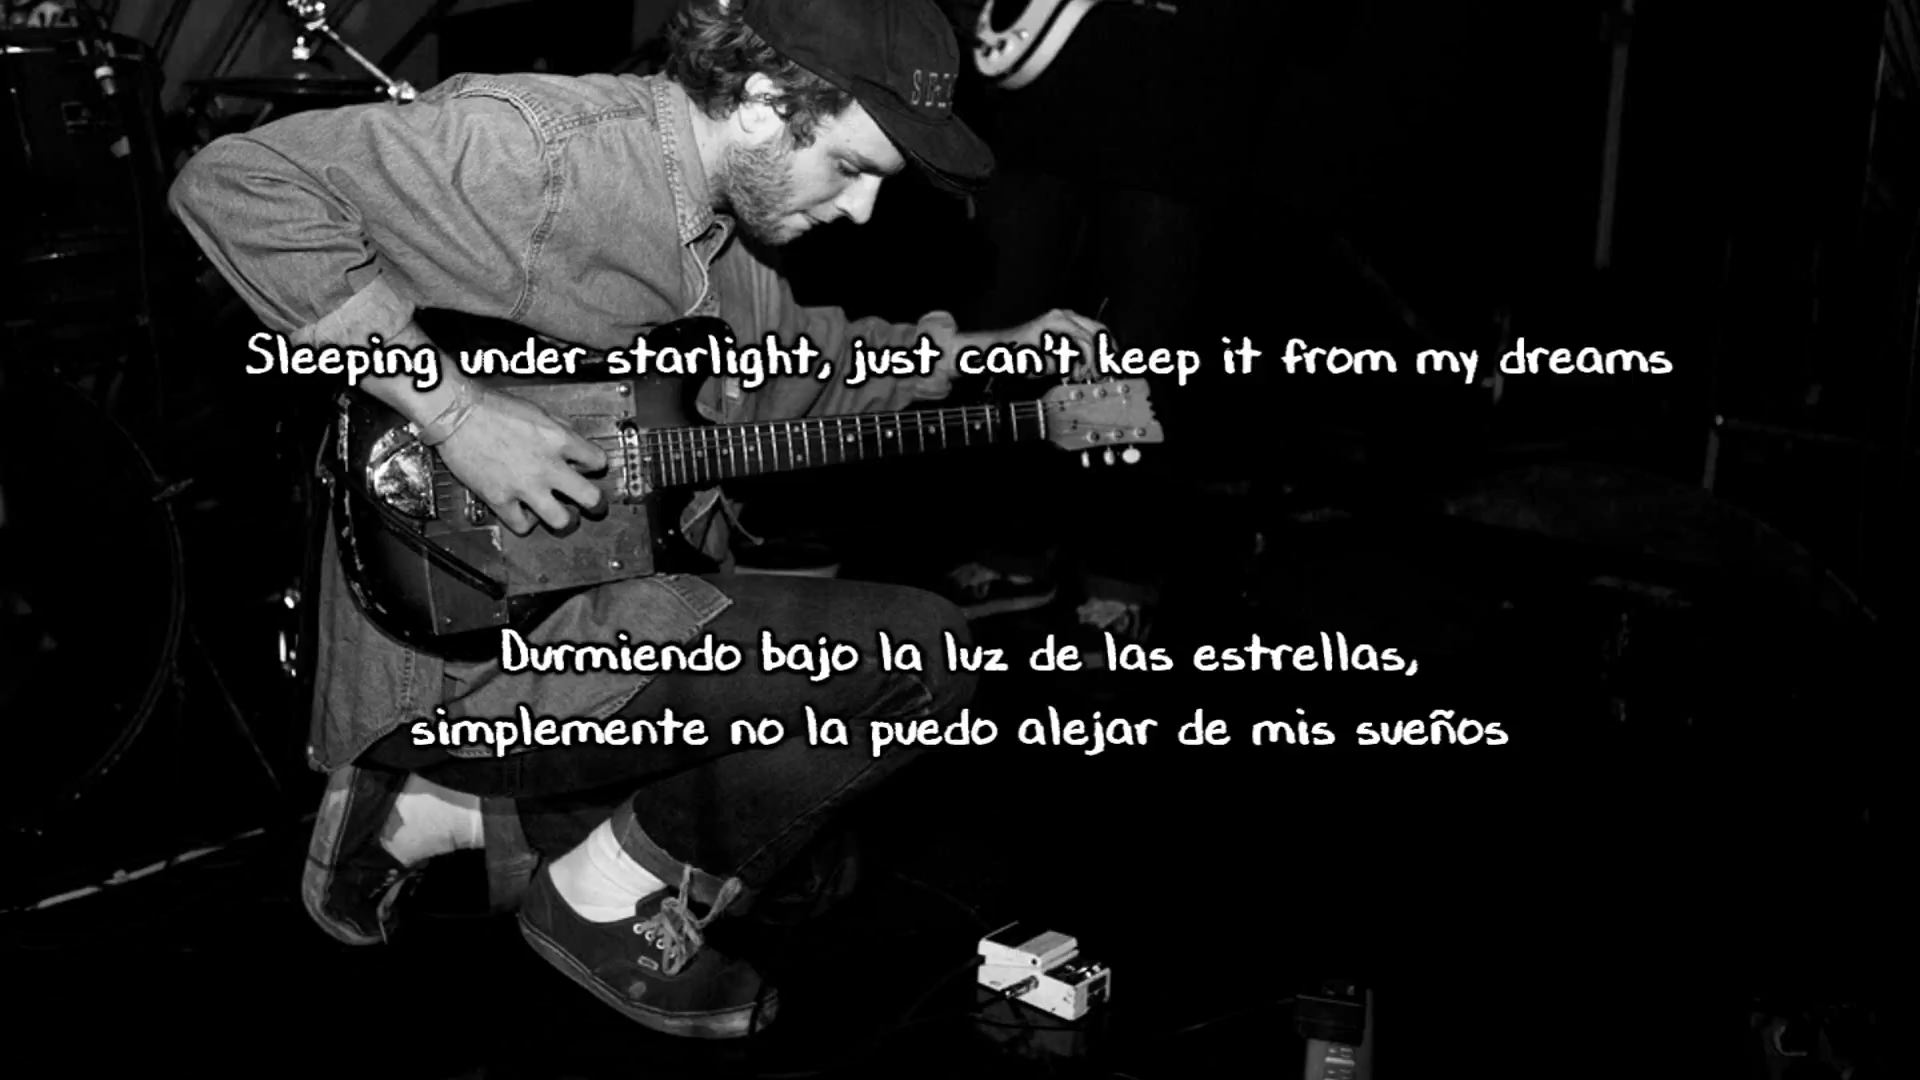 Sleeping under starlight, just can't keep it from my dreams
Durmiendo bajo la luz de las estrellas,
simplemente no la puedo alejar de mis sueños